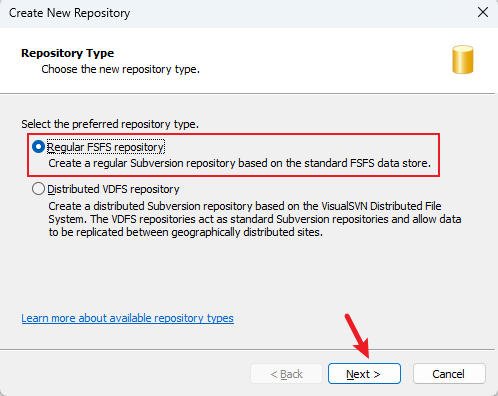 Create New Repository
Repository Type
Choose the new repository type.
Select the preferred repository type.
Regular FSFS repository
Create a regular Subversion repository based on the standard FSFS data store.
Distributed VDFS repository
Create a distributed Subversion repository based on the VisualSVN Distributed File
System. The VDFS repositories act as standard Subversion repositories and allow data
to be replicated between geographically distributed sites.
Learn more about available repository types
< Back Next > Cancel